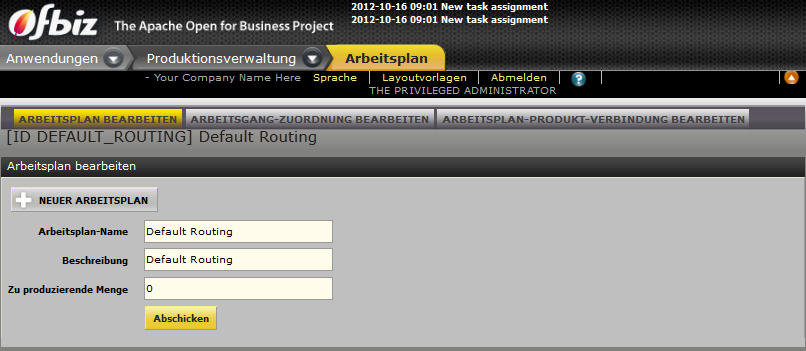 2012-10-16 09:01 New task assignment
2012-10-16 09:01 New task assignment
Ofbiz The Apache Open for Business Project
Anwendungen Produktionsverwaltung Arbeitsplan
- Your Company Name Here Sprache Layoutvorlagen Abmelden ?
THE PRIVILEGED ADMINISTRATOR
ARBEITSPLAN BEARBEITEN ARBEITSGANG-ZUORDNUNG BEARBEITEN ARBEITSPLAN-PRODUKT-VERBINDUNG BEARBEITEN
[ID DEFAULT_ROUTING] Default Routing
Arbeitsplan bearbeiten
NEUER ARBEITSPLAN
Arbeitsplan-Name Default Routing
Beschreibung Default Routing
Zu produzierende Menge 0
Abschicken